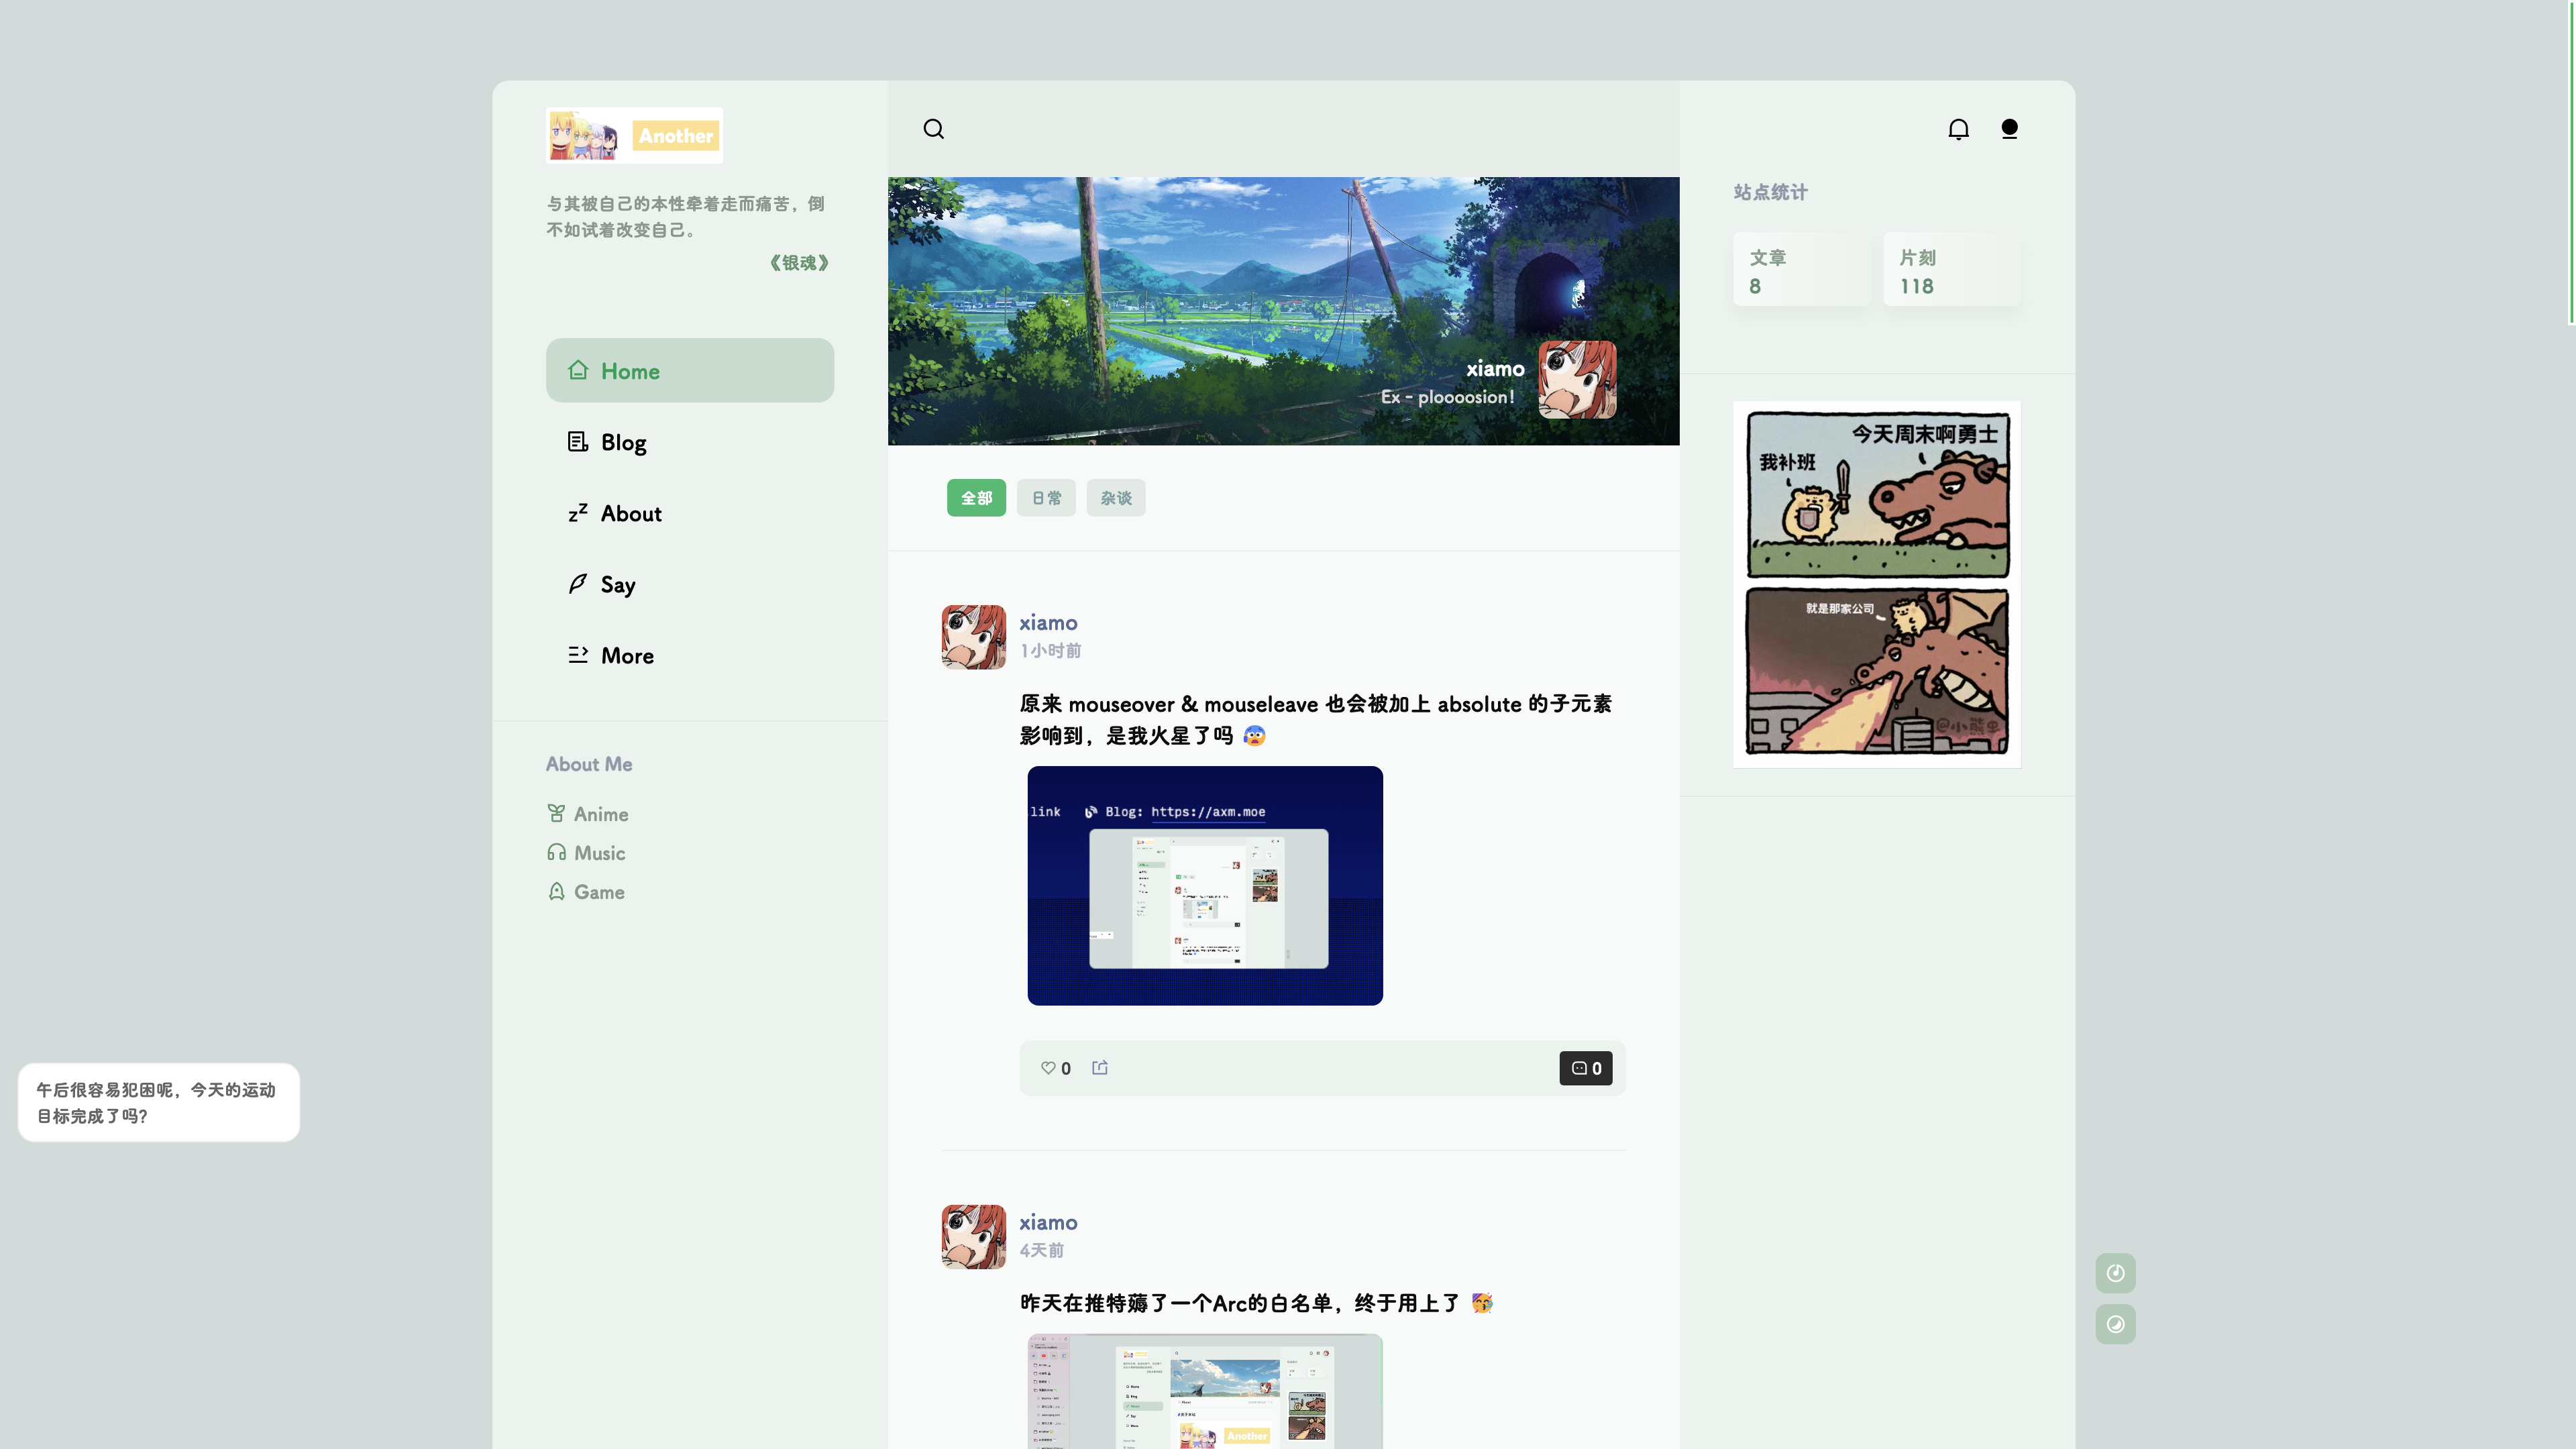 Another
与其被自己的本性牵着走而痛苦，倒
不如试着改变自己。
《银魂》
Home
Blog
About
Say
More
About Me
Anime
Music
Game
午后很容易犯困呢，今天的运动
目标完成了吗？
xiamo
Ex - ploooosion!
全部
日常
杂谈
xiamo
1小时前
原来 mouseover & mouseleave 也会被加上 absolute 的子元素
影响到，是我火星了吗 😰
link Blog: https://axm.moe
0
0
xiamo
4天前
昨天在推特薅了一个Arc的白名单，终于用上了 🥳
Another
站点统计
文章
8
片刻
118
今天周末啊勇士
我补班
就是那家公司
@小熊鱼